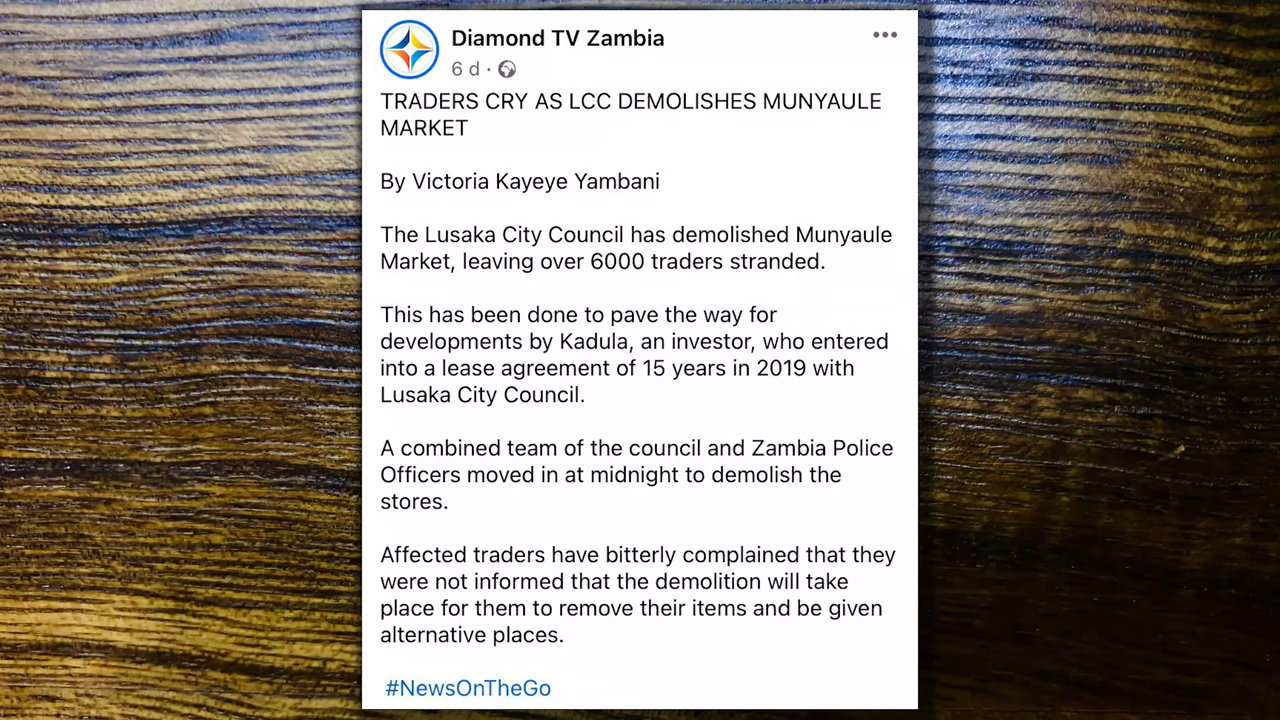 Diamond TV Zambia
6 d ·
TRADERS CRY AS LCC DEMOLISHES MUNYAULE
MARKET
By Victoria Kayeye Yambani
The Lusaka City Council has demolished Munyaule
Market, leaving over 6000 traders stranded.
This has been done to pave the way for
developments by Kadula, an investor, who entered
into a lease agreement of 15 years in 2019 with
Lusaka City Council.
A combined team of the council and Zambia Police
Officers moved in at midnight to demolish the
stores.
Affected traders have bitterly complained that they
were not informed that the demolition will take
place for them to remove their items and be given
alternative places.
#NewsOnTheGo